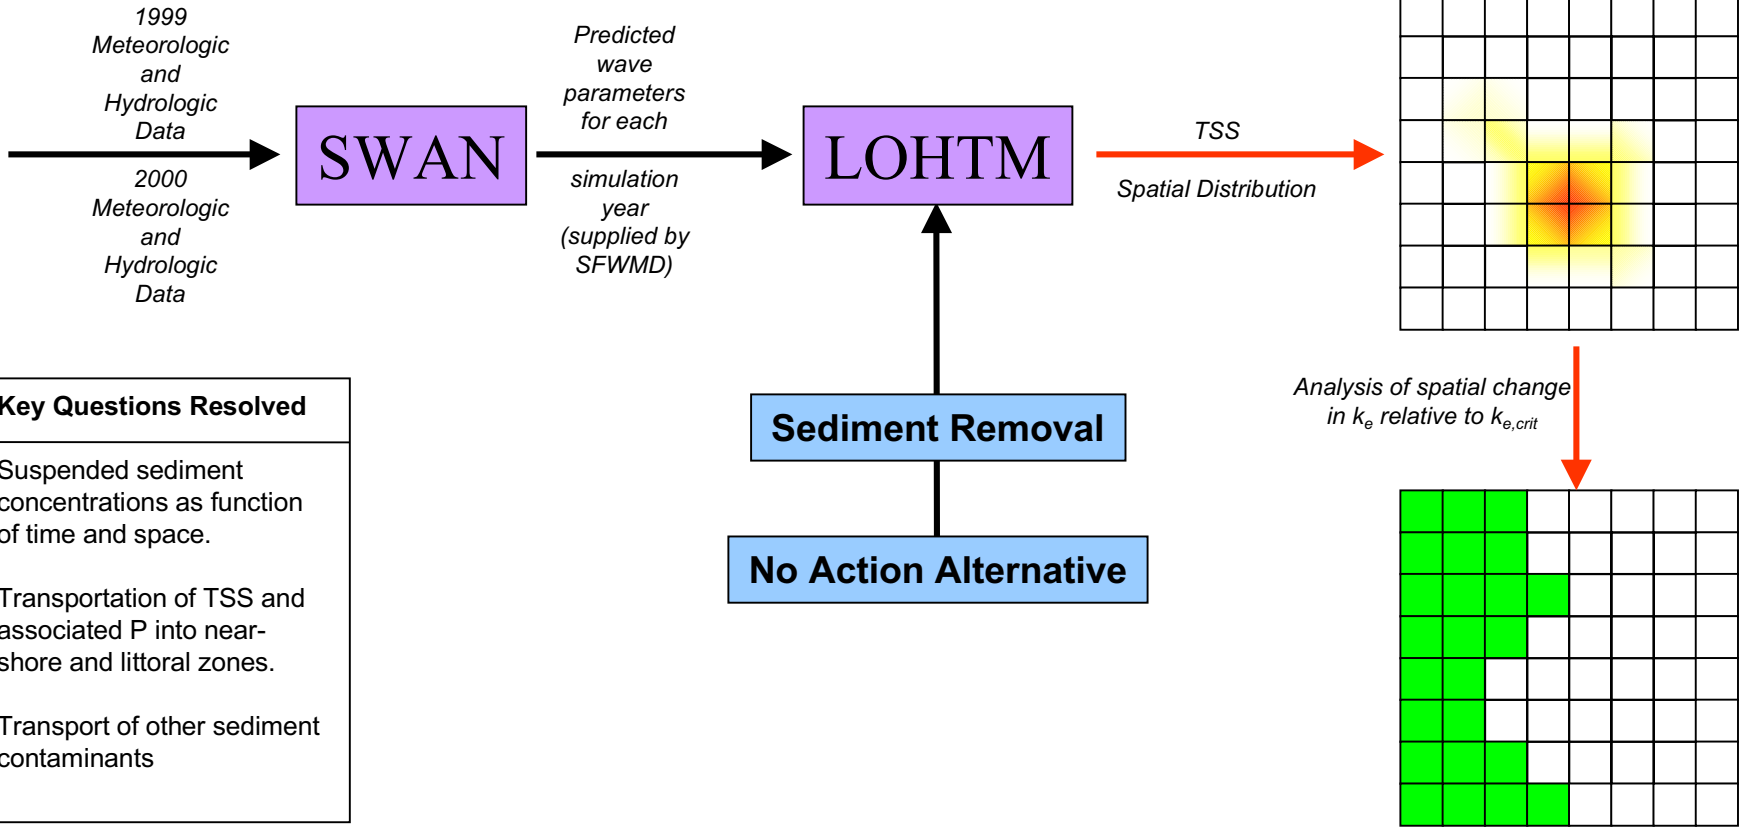 1999
Meteorologic
and
Hydrologic
Data
2000
Meteorologic
and
Hydrologic
Data
SWAN
Predicted
wave
parameters
for each
simulation
year
(supplied by
SFWMD)
LOHTM
TSS
Spatial Distribution
Analysis of spatial change
in ke relative to ke,crit
Sediment Removal
No Action Alternative
Key Questions Resolved
Suspended sediment
concentrations as function
of time and space.
Transportation of TSS and
associated P into near-
shore and littoral zones.
Transport of other sediment
contaminants